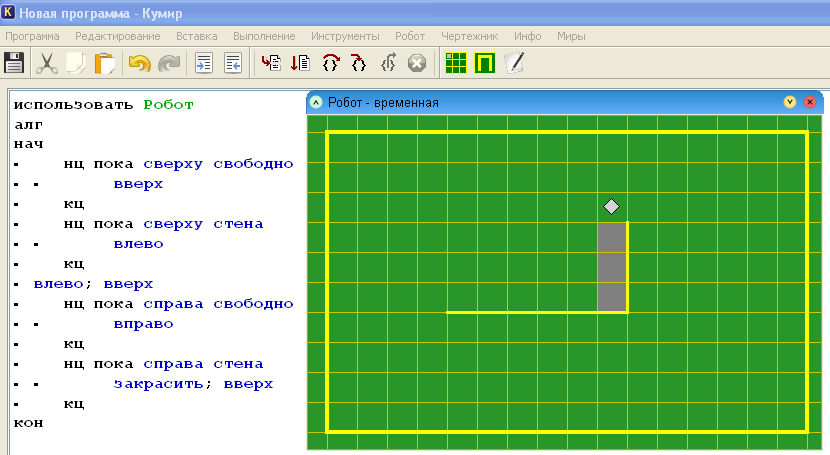 Новая программа - Кумир
Программа Редактирование Вставка Выполнение Инструменты Робот Чертежник Инфо Миры
использовать Робот
алг
нач
нц пока сверху свободно
вверх
кц
нц пока сверху стена
влево
кц
влево; вверх
нц пока справа свободно
вправо
кц
нц пока справа стена
закрасить; вверх
кц
кон
Робот - временная